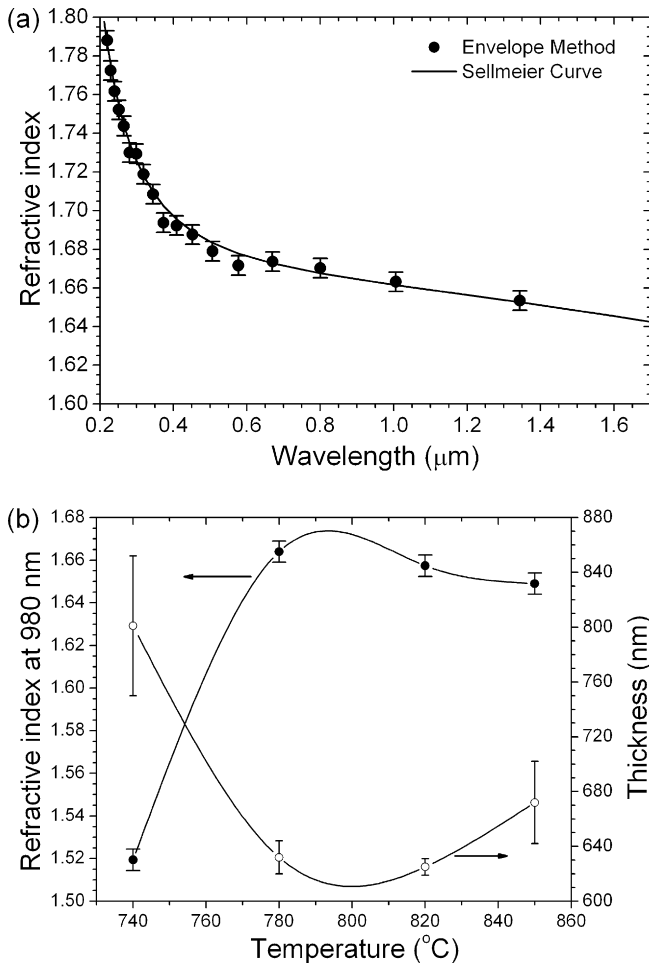 (a)
1.80
1.78
1.76
1.74
1.72
1.70
1.68
1.66
1.64
1.62
1.60
Refractive index
Envelope Method
Sellmeier Curve
0.2 0.4 0.6 0.8 1.0 1.2 1.4 1.6
Wavelength (μm)
(b)
1.68
1.66
1.64
1.62
1.60
1.58
1.56
1.54
1.52
1.50
Refractive index at 980 nm
880
840
800
760
720
680
640
600
Thickness (nm)
740 760 780 800 820 840 860
Temperature (°C)